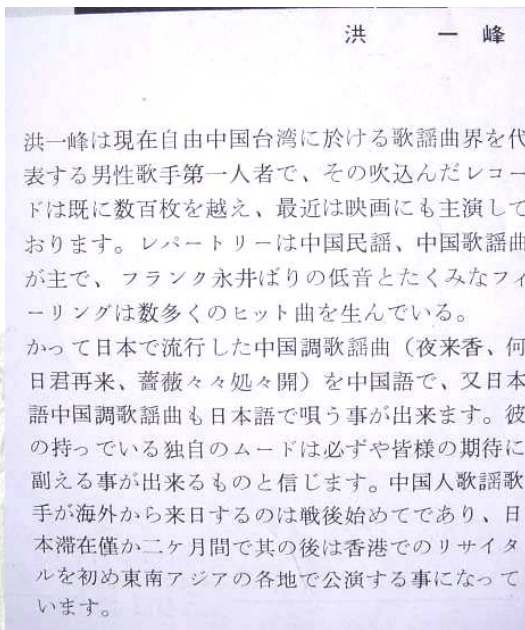 洪 一 峰
洪一峰は現在自由中国台湾に於ける歌謡曲界を代
表する男性歌手第一人者で、その吹込んだレコー
ドは既に数百枚を越え、最近は映画にも主演して
おります。レパートリーは中国民謡、中国歌謡曲
が主で、フランク永井ばりの低音とたくみなフィ
ーリングは数多くのヒット曲を生んでいる。
かって日本で流行した中国調歌謡曲（夜来香、何
日君再来、薔薇々々処々開）を中国語で、又日本
語中国調歌謡曲も日本語で唄う事が出来ます。彼
の持っている独自のムードは必ずや皆様の期待に
副える事が出来るものと信じます。中国人歌謡歌
手が海外から来日するのは戦後始めてであり、日
本滞在僅か二ケ月間で其の後は香港でのリサイタ
ルを初め東南アジアの各地で公演する事になって
います。